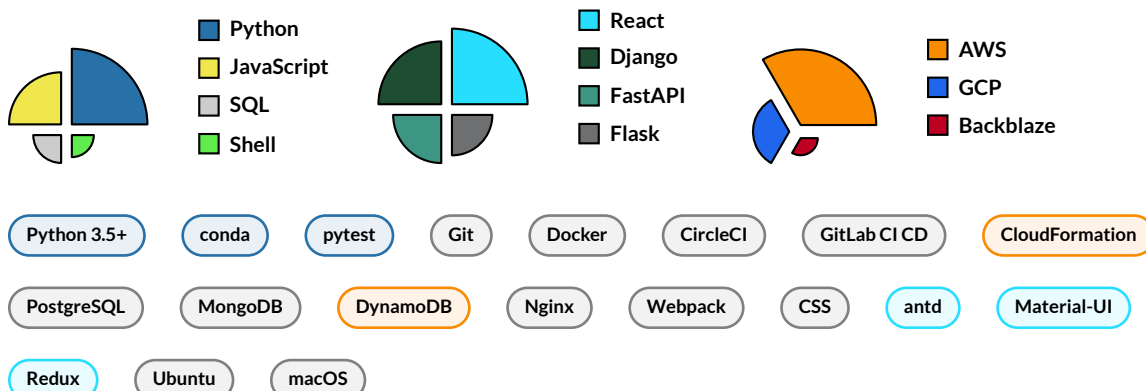 Python
JavaScript
SQL
Shell
React
Django
FastAPI
Flask
AWS
GCP
Backblaze
Python 3.5+ conda pytest Git Docker CircleCI GitLab CI CD CloudFormation
PostgreSQL MongoDB DynamoDB Nginx Webpack CSS antd Material-UI
Redux Ubuntu macOS